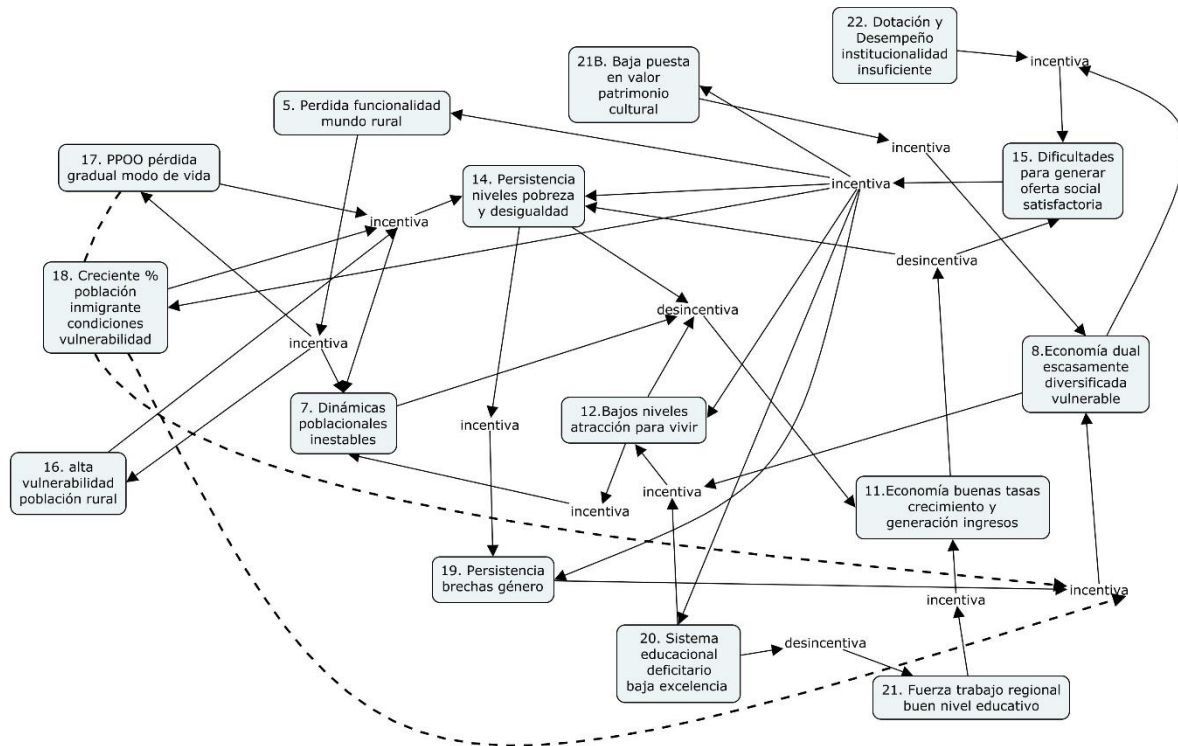 22. Dotación y
Desempeño
institucionalidad
insuficiente
incentiva
21B. Baja puesta
en valor
patrimonio
cultural
5. Perdida funcionalidad
mundo rural
incentiva
17. PPOO pérdida
gradual modo de vida
14. Persistencia
niveles pobreza
y desigualdad
incentiva
15. Dificultades
para generar
oferta social
satisfactoria
incentiva
desincentiva
18. Creciente %
población
inmigrante
condiciones
vulnerabilidad
desincentiva
incentiva
8.Economía dual
escasamente
diversificada
vulnerable
7. Dinámicas
poblacionales
inestables
12.Bajos niveles
atracción para vivir
incentiva
16. alta
vulnerabilidad
población rural
incentiva
incentiva
11.Economía buenas tasas
crecimiento y
generación ingresos
19. Persistencia
brechas género
incentiva
incentiva
20. Sistema
educacional
deficitario
baja excelencia
desincentiva
21. Fuerza trabajo regional
buen nivel educativo